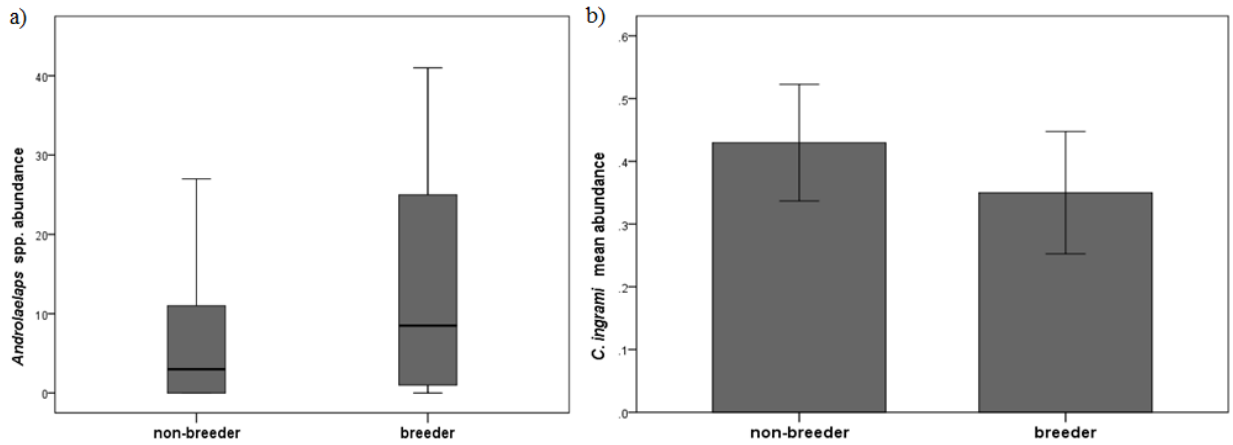 a)
Androlaelaps spp. abundance
40
30
20
10
0
non-breeder
breeder
b)
C. ingrami mean abundance
.6
.5
.4
.3
.2
.1
.0
non-breeder
breeder